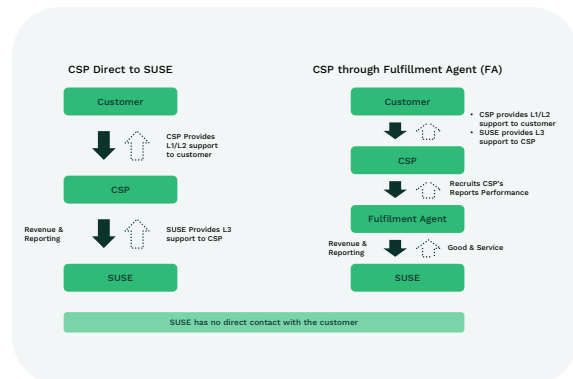 CSP Direct to SUSE
Customer
CSP Provides
L1/L2 support
to customer
CSP
Revenue &
Reporting
SUSE Provides L3
support to CSP
SUSE
CSP through Fulfillment Agent (FA)
Customer
• CSP provides L1/L2
support to customer
• SUSE provides L3
support to CSP
CSP
Recruits CSP's
Reports Performance
Fulfilment Agent
Revenue &
Reporting
Good & Service
SUSE
SUSE has no direct contact with the customer